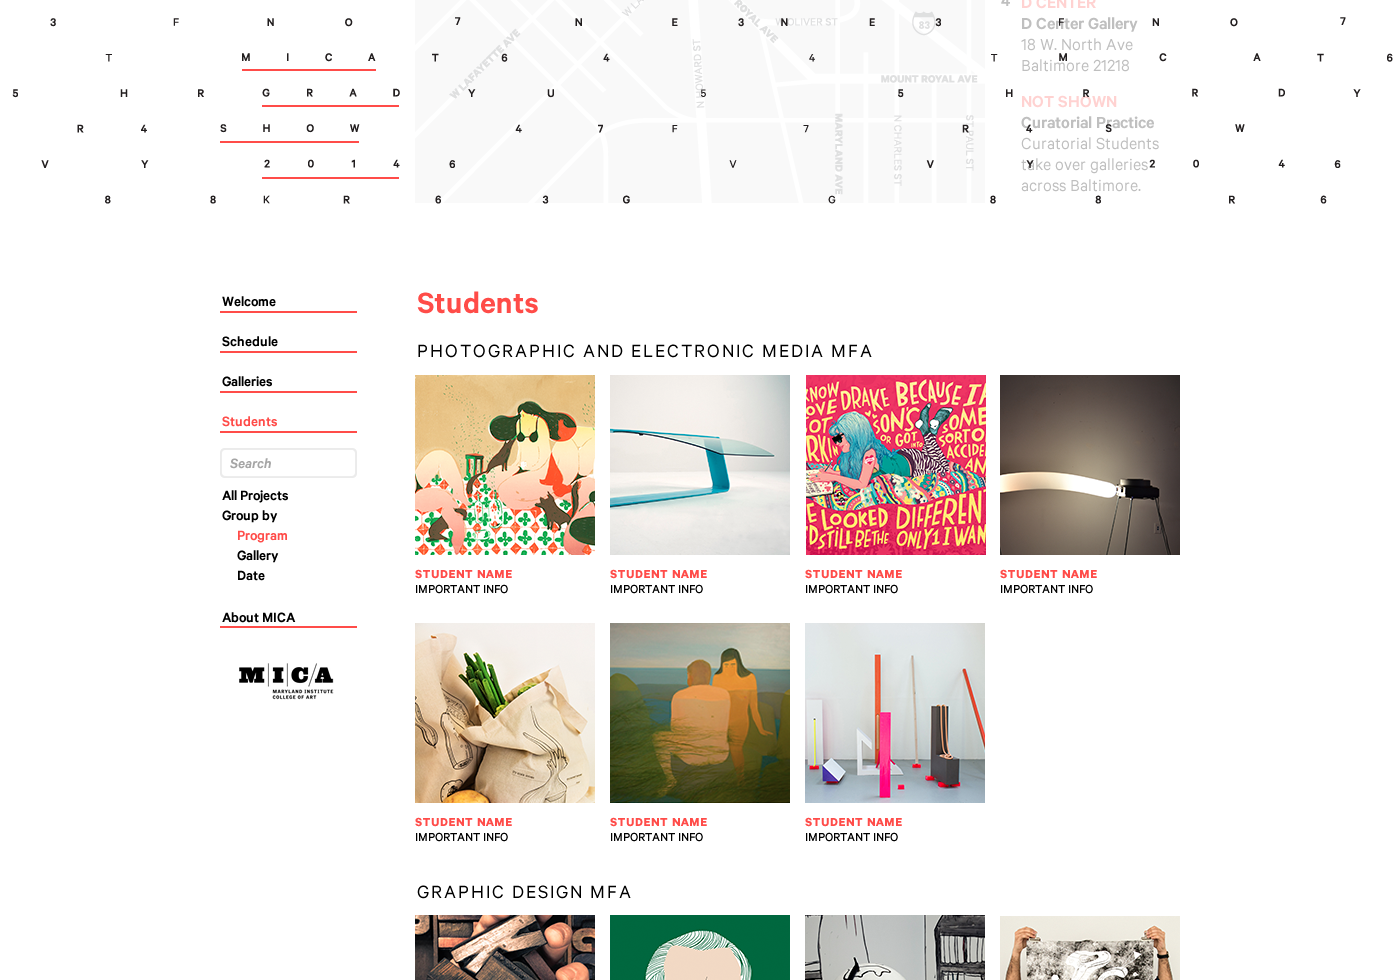 3 F N O 7 N E 3 N E 3 F N O 7
T M I C A T 6 4 4 T M C A T 6
5 H R G R A D Y U 5 5 H R R D Y
R 4 S H O W 4 7 F 7 R 4 S W
V Y 2 0 1 4 6 V V Y 2 0 4 6
8 8 K R 6 3 G G 8 8 R 6
W LAFAYETTE AVE
W OLIVER ST
ROYAL AVE
83
MOUNT ROYAL AVE
N HOWARD ST
MARYLAND AVE
N CHARLES ST
ST PAUL ST
4
D CENTER
D Center Gallery
18 W. North Ave
Baltimore 21218
NOT SHOWN
Curatorial Practice
Curatorial Students
take over galleries
across Baltimore.
Welcome
Schedule
Galleries
Students
Search
All Projects
Group by
Program
Gallery
Date
About MICA
MICA
MARYLAND INSTITUTE
COLLEGE OF ART
Students
PHOTOGRAPHIC AND ELECTRONIC MEDIA MFA
KNOW DRAKE BECAUSE
SON'S SOME
OR GOT INTO SORT O
ACCIDE
LOOKED DIFFEREN
STILL BE THE ONLY 1 I WAN
STUDENT NAME
IMPORTANT INFO
STUDENT NAME
IMPORTANT INFO
STUDENT NAME
IMPORTANT INFO
STUDENT NAME
IMPORTANT INFO
STUDENT NAME
IMPORTANT INFO
STUDENT NAME
IMPORTANT INFO
STUDENT NAME
IMPORTANT INFO
GRAPHIC DESIGN MFA